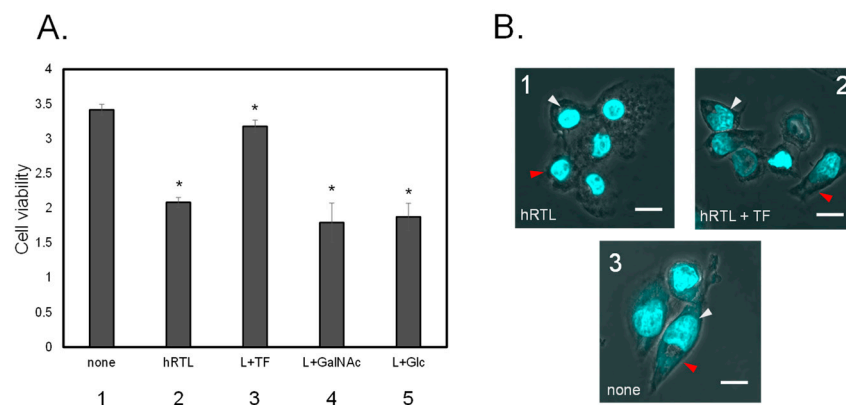 A.
Cell viability
4
3.5
3
2.5
2
1.5
1
0.5
0
*
*
*
*
none hRTL L+TF L+GalNAc L+Glc
1 2 3 4 5
B.
1
hRTL
2
hRTL + TF
3
none